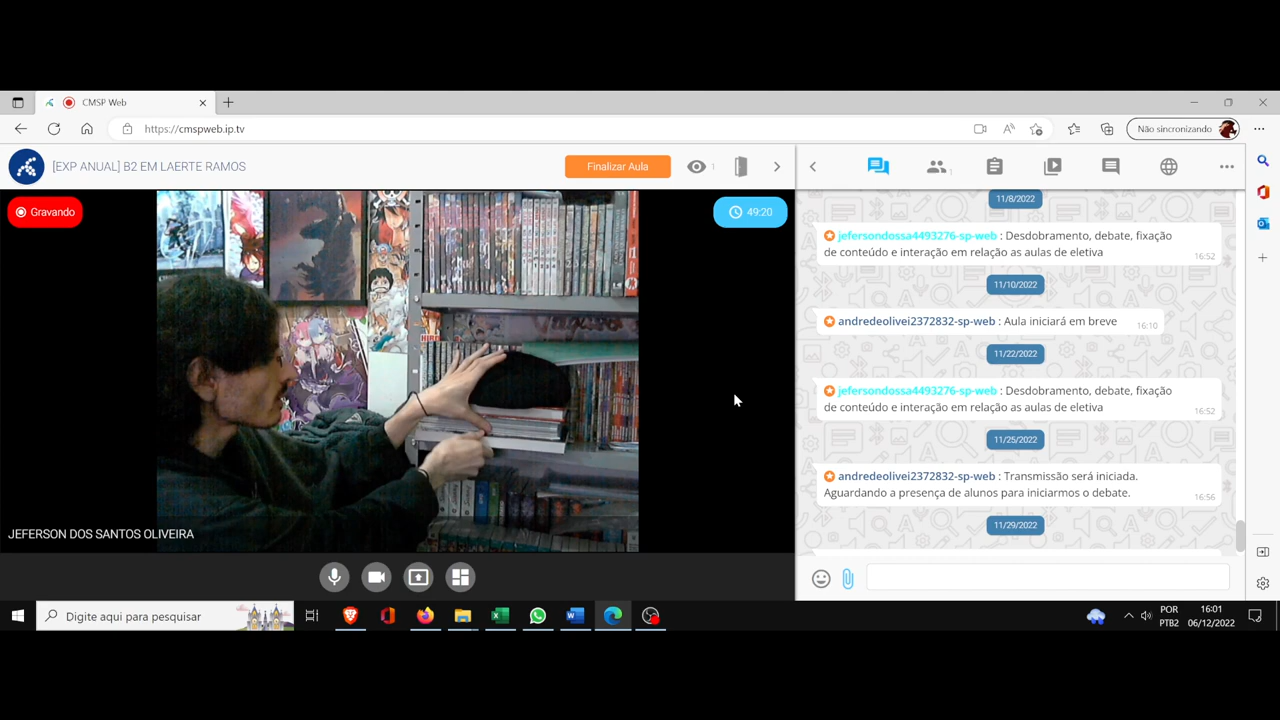 CMSP Web
https://cmspweb.ip.tv
Não sincronizando
[EXP ANUAL] B2 EM LAERTE RAMOS
Finalizar Aula
1
Gravando
49:20
JEFERSON DOS SANTOS OLIVEIRA
1
11/8/2022
jefersondossa4493276-sp-web : Desdobramento, debate, fixação
de conteúdo e interação em relação as aulas de eletiva
16:52
11/10/2022
andredeolivei2372832-sp-web : Aula iniciará em breve
16:10
11/22/2022
jefersondossa4493276-sp-web : Desdobramento, debate, fixação
de conteúdo e interação em relação as aulas de eletiva
16:52
11/25/2022
andredeolivei2372832-sp-web : Transmissão será iniciada.
Aguardando a presença de alunos para iniciarmos o debate.
16:56
11/29/2022
Digite aqui para pesquisar
POR
PTB2
16:01
06/12/2022